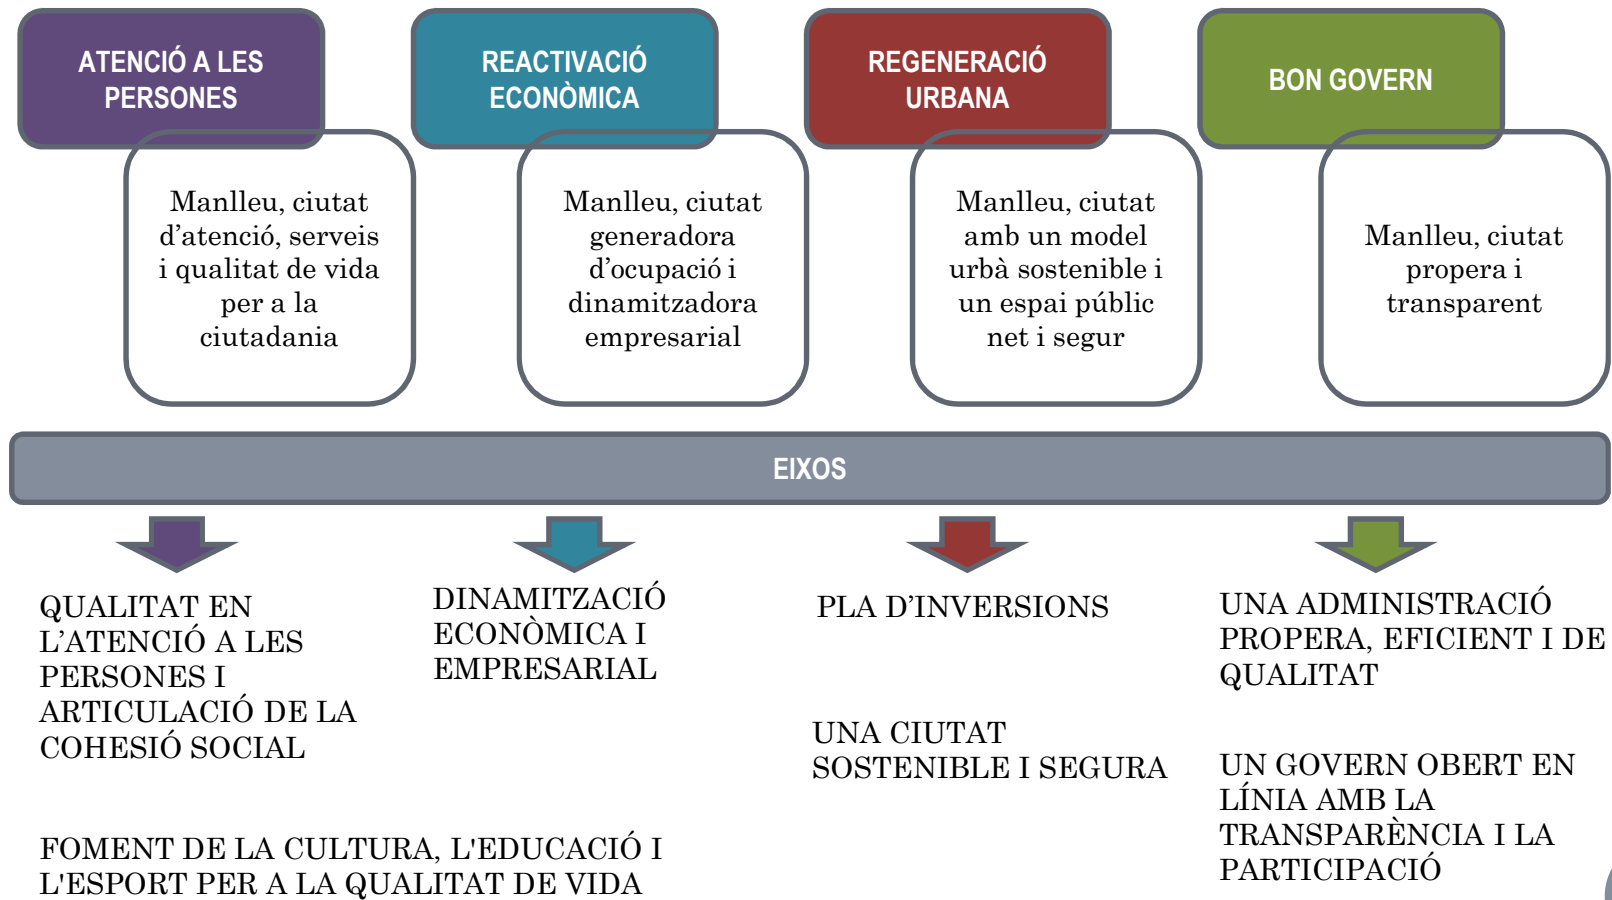 ATENCIÓ A LES
PERSONES
Manlleu, ciutat
d’atenció, serveis
i qualitat de vida
per a la
ciutadania
REACTIVACIÓ
ECONÒMICA
Manlleu, ciutat
generadora
d’ocupació i
dinamitzadora
empresarial
REGENERACIÓ
URBANA
Manlleu, ciutat
amb un model
urbà sostenible i
un espai públic
net i segur
BON GOVERN
Manlleu, ciutat
propera i
transparent
EIXOS
QUALITAT EN
L’ATENCIÓ A LES
PERSONES I
ARTICULACIÓ DE LA
COHESIÓ SOCIAL
FOMENT DE LA CULTURA, L'EDUCACIÓ I
L'ESPORT PER A LA QUALITAT DE VIDA
DINAMITZACIÓ
ECONÒMICA I
EMPRESARIAL
PLA D’INVERSIONS
UNA CIUTAT
SOSTENIBLE I SEGURA
UNA ADMINISTRACIÓ
PROPERA, EFICIENT I DE
QUALITAT
UN GOVERN OBERT EN
LÍNIA AMB LA
TRANSPARÈNCIA I LA
PARTICIPACIÓ